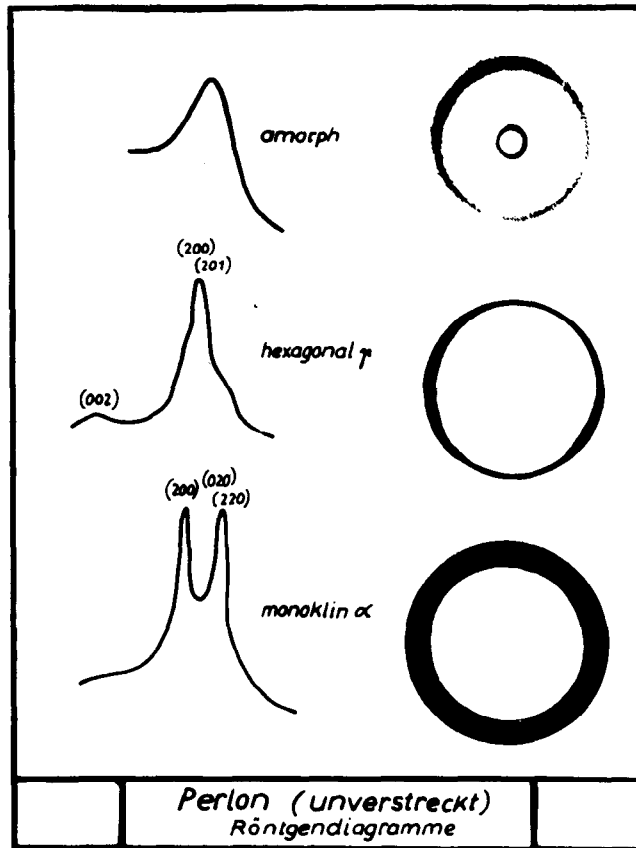 amorph
(200)
(201)
hexagonal γ
(002)
(200) (020)
(220)
monoklin α
Perlon (unverstreckt)
Röntgendiagramme